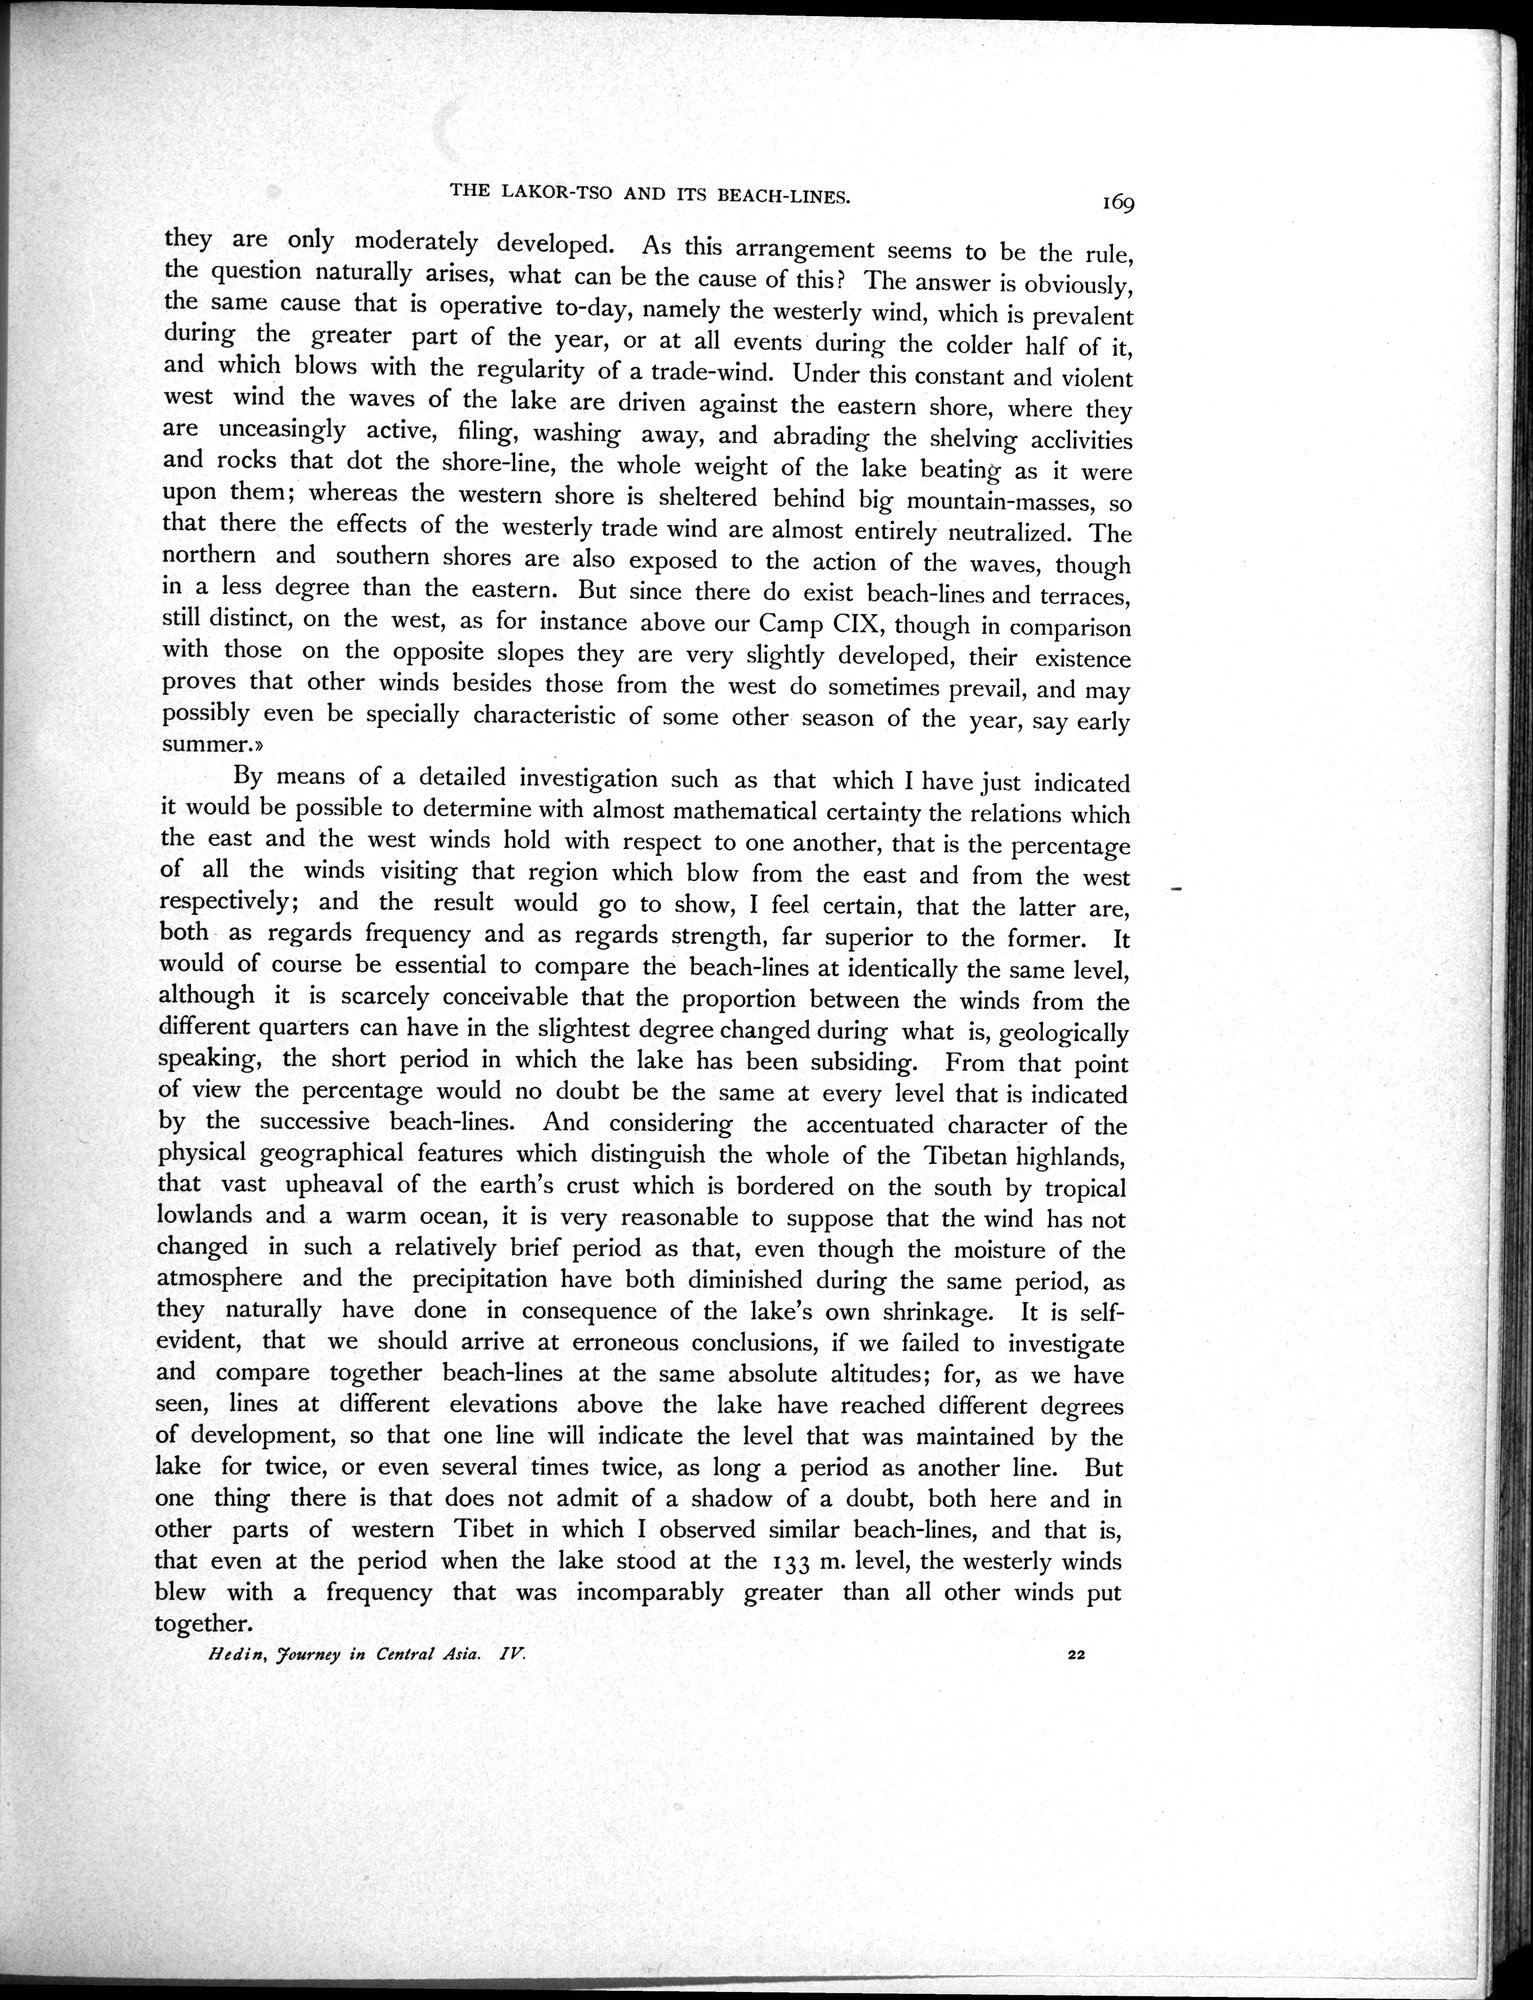 THE LAKOR-TSO AND ITS BEACH-LINES. 169
they are only moderately developed. As this arrangement seems to be the rule,
the question naturally arises, what can be the cause of this? The answer is obviously,
the same cause that is operative to-day, namely the westerly wind, which is prevalent
during the greater part of the year, or at all events during the colder half of it,
and which blows with the regularity of a trade-wind. Under this constant and violent
west wind the waves of the lake are driven against the eastern shore, where they
are unceasingly active, filing, washing away, and abrading the shelving acclivities
and rocks that dot the shore-line, the whole weight of the lake beating as it were
upon them; whereas the western shore is sheltered behind big mountain-masses, so
that there the effects of the westerly trade wind are almost entirely neutralized. The
northern and southern shores are also exposed to the action of the waves, though
in a less degree than the eastern. But since there do exist beach-lines and terraces,
still distinct, on the west, as for instance above our Camp CIX, though in comparison
with those on the opposite slopes they are very slightly developed, their existence
proves that other winds besides those from the west do sometimes prevail, and may
possibly even be specially characteristic of some other season of the year, say early
summer.»
By means of a detailed investigation such as that which I have just indicated
it would be possible to determine with almost mathematical certainty the relations which
the east and the west winds hold with respect to one another, that is the percentage
of all the winds visiting that region which blow from the east and from the west
respectively; and the result would go to show, I feel certain, that the latter are,
both as regards frequency and as regards strength, far superior to the former. It
would of course be essential to compare the beach-lines at identically the same level,
although it is scarcely conceivable that the proportion between the winds from the
different quarters can have in the slightest degree changed during what is, geologically
speaking, the short period in which the lake has been subsiding. From that point
of view the percentage would no doubt be the same at every level that is indicated
by the successive beach-lines. And considering the accentuated character of the
physical geographical features which distinguish the whole of the Tibetan highlands,
that vast upheaval of the earth's crust which is bordered on the south by tropical
lowlands and a warm ocean, it is very reasonable to suppose that the wind has not
changed in such a relatively brief period as that, even though the moisture of the
atmosphere and the precipitation have both diminished during the same period, as
they naturally have done in consequence of the lake's own shrinkage. It is self-
evident, that we should arrive at erroneous conclusions, if we failed to investigate
and compare together beach-lines at the same absolute altitudes; for, as we have
seen, lines at different elevations above the lake have reached different degrees
of development, so that one line will indicate the level that was maintained by the
lake for twice, or even several times twice, as long a period as another line. But
one thing there is that does not admit of a shadow of a doubt, both here and in
other parts of western Tibet in which I observed similar beach-lines, and that is,
that even at the period when the lake stood at the 133 m. level, the westerly winds
blew with a frequency that was incomparably greater than all other winds put
together.
Hedin, Journey in Central Asia. IV. 22